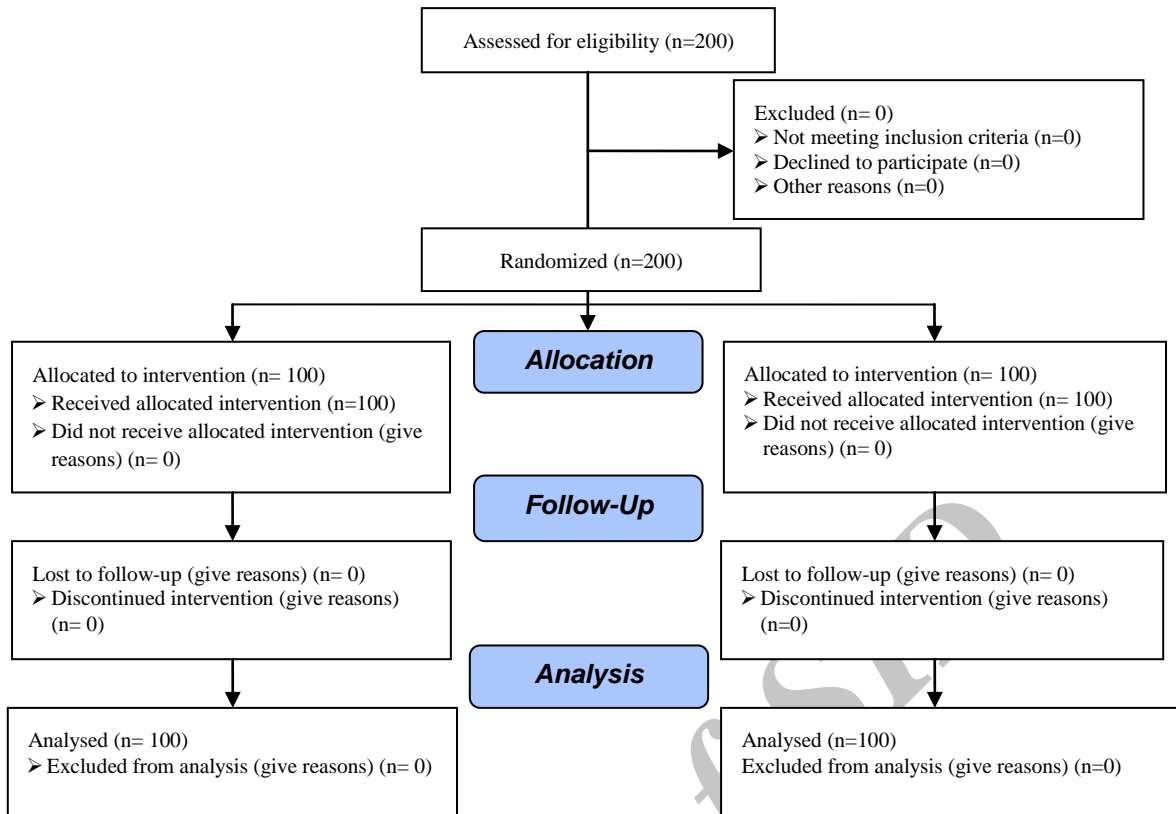 Assessed for eligibility (n=200)
Excluded (n= 0)
➢ Not meeting inclusion criteria (n=0)
➢ Declined to participate (n=0)
➢ Other reasons (n=0)
Randomized (n=200)
Allocation
Allocated to intervention (n= 100)
➢ Received allocated intervention (n=100)
➢ Did not receive allocated intervention (give
reasons) (n= 0)
Allocated to intervention (n= 100)
➢ Received allocated intervention (n= 100)
➢ Did not receive allocated intervention (give
reasons) (n= 0)
Follow-Up
Lost to follow-up (give reasons) (n= 0)
➢ Discontinued intervention (give reasons)
(n= 0)
Lost to follow-up (give reasons) (n= 0)
➢ Discontinued intervention (give reasons)
(n=0)
Analysis
Analysed (n= 100)
➢ Excluded from analysis (give reasons) (n= 0)
Analysed (n=100)
Excluded from analysis (give reasons) (n=0)